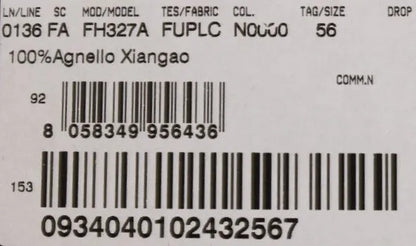 LN/LINE SC MOD/MODEL TES/FABRIC COL. TAG/SIZE DROP
0136 FA FH327A FUPLC N0000 56
100%Agnello Xiangao
COMM.N
92
8 058349 956436
153
0934040102432567